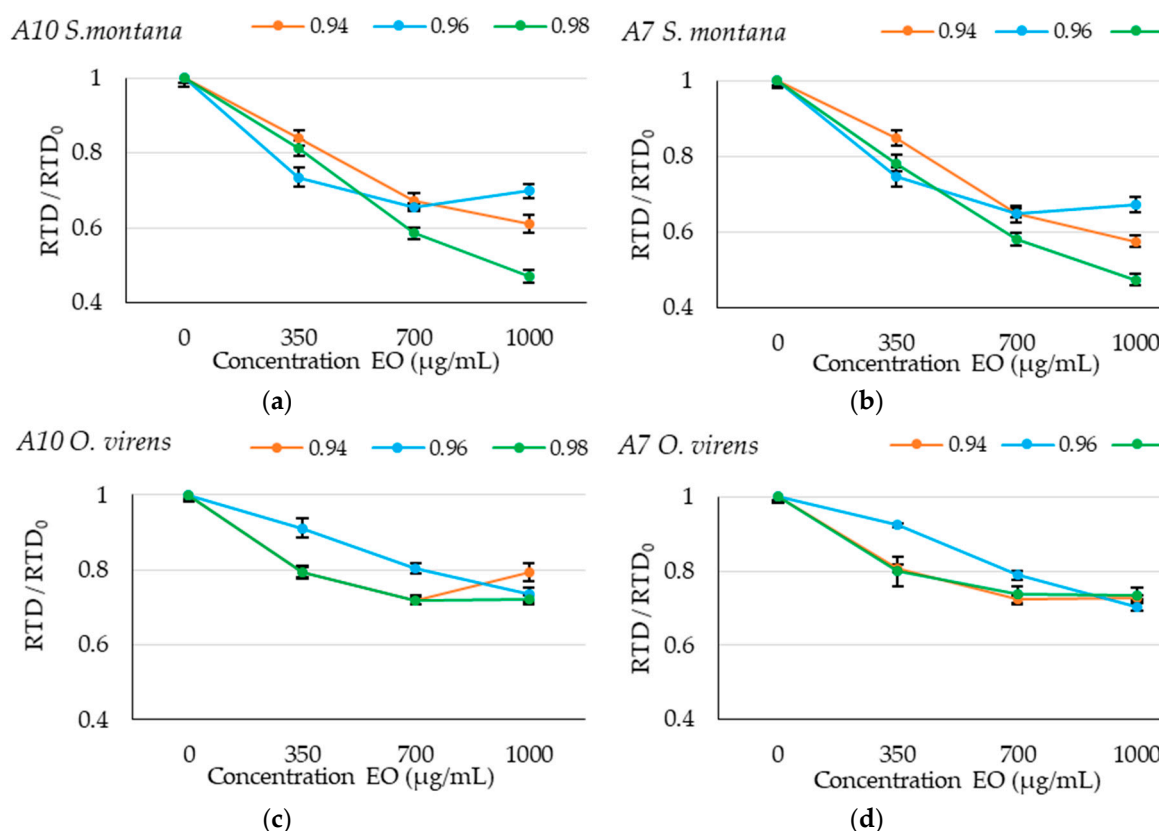 A10 S.montana 0.94 0.96 0.98
1
0.8
0.6
0.4
RTD / RTD₀
0 350 700 1000
Concentration EO (µg/mL)
(a)
A7 S. montana 0.94 0.96
1
0.8
0.6
0.4
RTD / RTD₀
0 350 700 1000
Concentration EO (µg/mL)
(b)
A10 O. virens 0.94 0.96 0.98
1
0.8
0.6
0.4
RTD / RTD₀
0 350 700 1000
Concentration EO (µg/mL)
(c)
A7 O. virens 0.94 0.96
1
0.8
0.6
0.4
RTD / RTD₀
0 350 700 1000
Concentration EO (µg/mL)
(d)